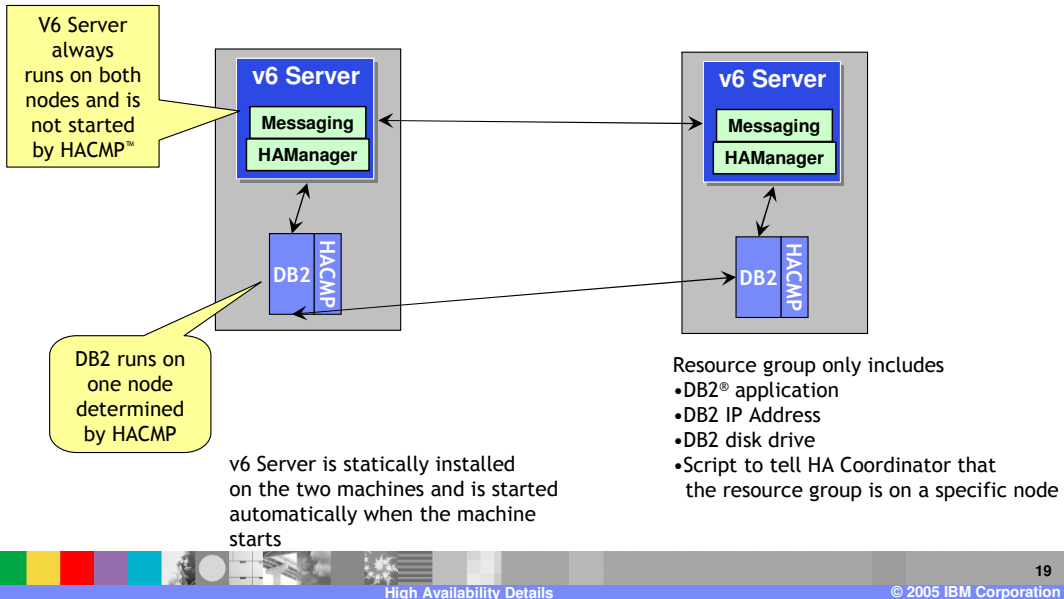 V6 Server
always
runs on both
nodes and is
not started
by HACMP™
v6 Server
Messaging
HAManager
DB2
HACMP
v6 Server
Messaging
HAManager
DB2
HACMP
DB2 runs on
one node
determined
by HACMP
v6 Server is statically installed
on the two machines and is started
automatically when the machine
starts
Resource group only includes
•DB2® application
•DB2 IP Address
•DB2 disk drive
•Script to tell HA Coordinator that
the resource group is on a specific node
19
High Availability Details
© 2005 IBM Corporation